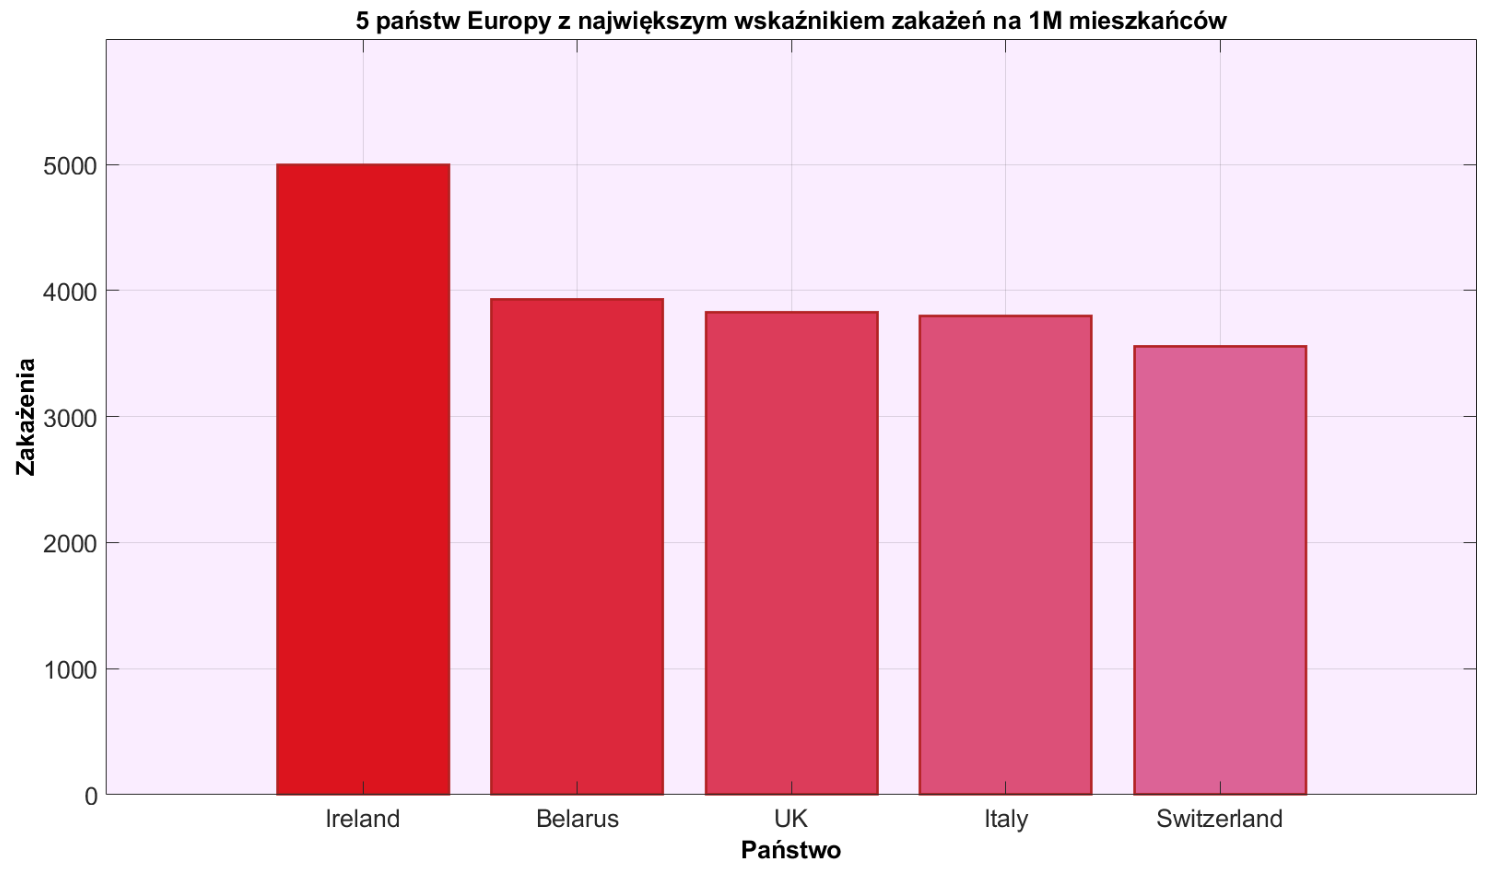 5 państw Europy z największym wskaźnikiem zakażeń na 1M mieszkańców
Zakażenia
5000
4000
3000
2000
1000
0
Ireland Belarus UK Italy Switzerland
Państwo